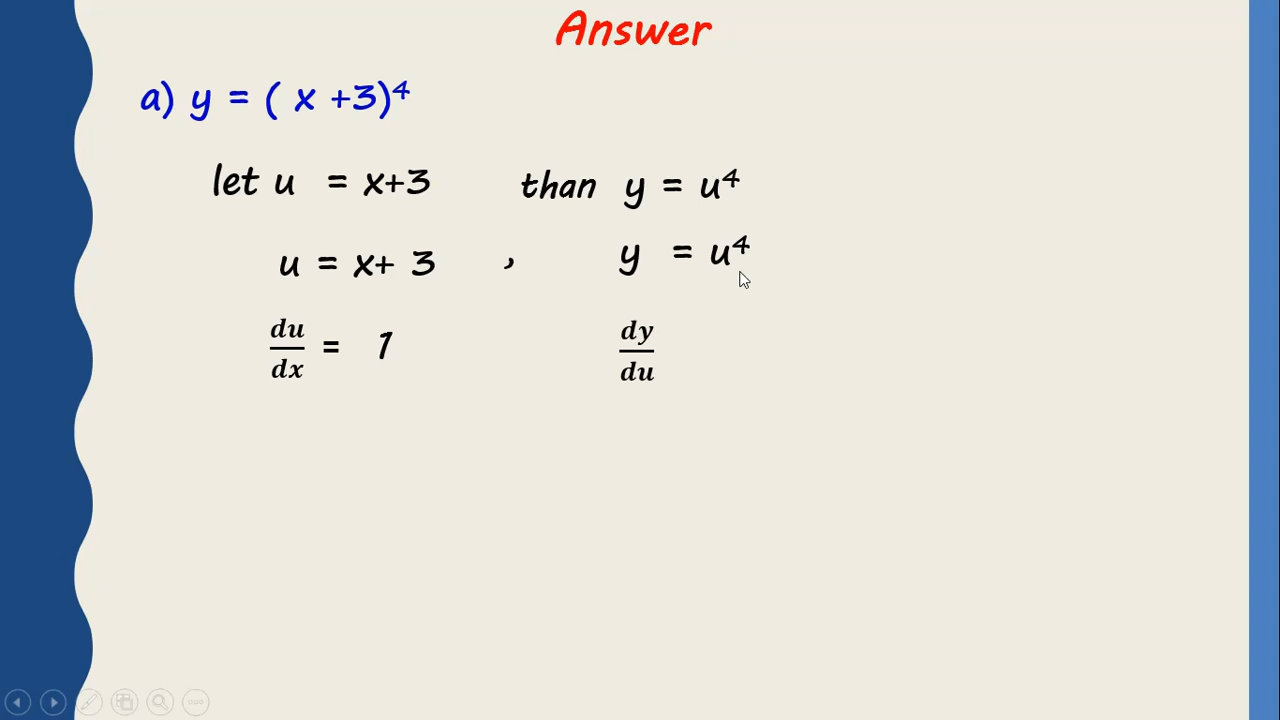 Answer
a) y = ( x +3)⁴
let u = x+3 than y = u⁴
u = x+ 3 , y = u⁴
du/dx = 1 dy/du